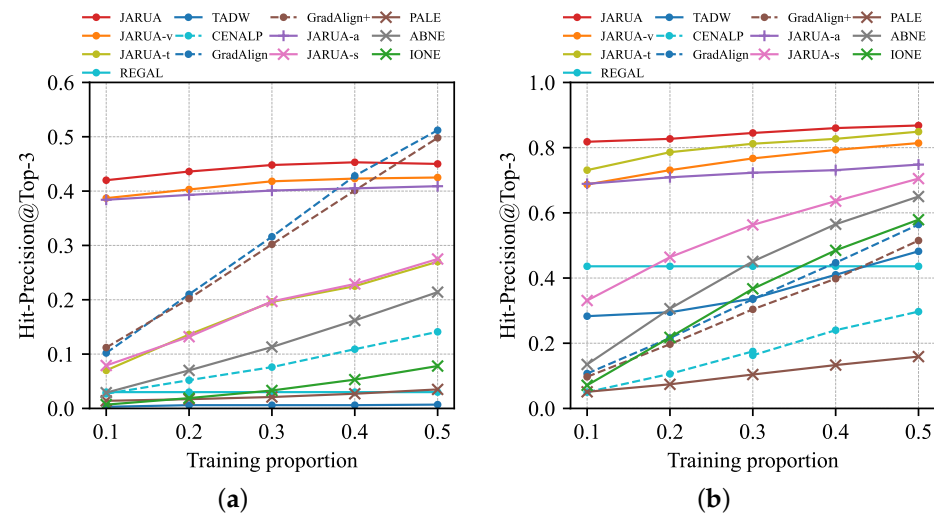 JARUA TADW GradAlign+ PALE
JARUA-v CENALP JARUA-a ABNE
JARUA-t GradAlign JARUA-s IONE
REGAL
0.6
0.5
0.4
0.3
0.2
0.1
0.0
Hit-Precision@Top-3
0.1 0.2 0.3 0.4 0.5
Training proportion
(a)
JARUA TADW GradAlign+ PALE
JARUA-v CENALP JARUA-a ABNE
JARUA-t GradAlign JARUA-s IONE
REGAL
1.0
0.8
0.6
0.4
0.2
0.0
Hit-Precision@Top-3
0.1 0.2 0.3 0.4 0.5
Training proportion
(b)